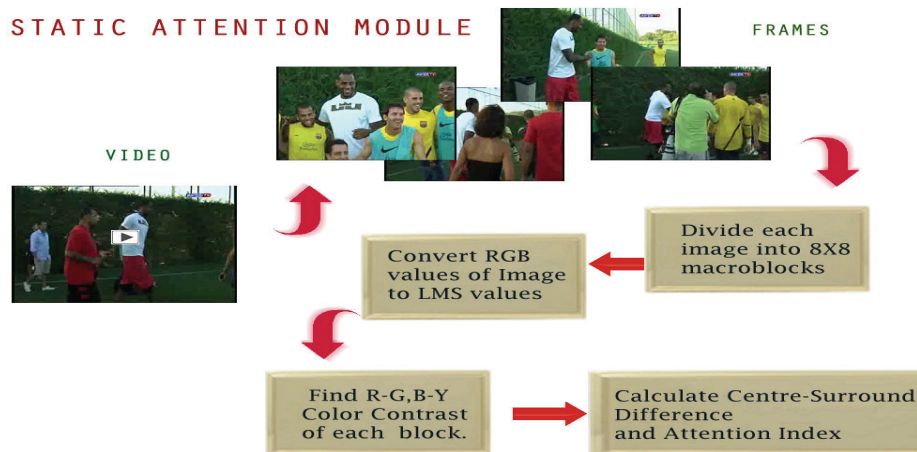 STATIC ATTENTION MODULE
FRAMES
VIDEO
Divide each
image into 8X8
macroblocks
Convert RGB
values of Image
to LMS values
Find R-G,B-Y
Color Contrast
of each block.
Calculate Centre-Surround
Difference
and Attention Index